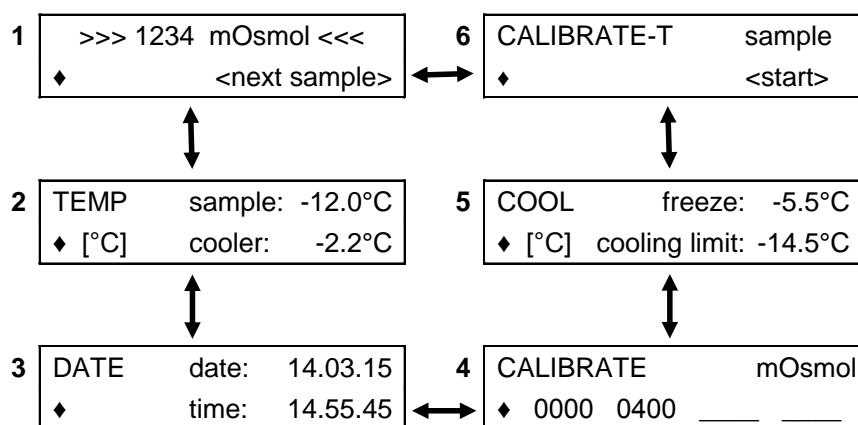 1 >>> 1234 mOsmol <<<
♦ <next sample>
2 TEMP sample: -12.0°C
♦ [°C] cooler: -2.2°C
3 DATE date: 14.03.15
♦ time: 14.55.45
4 CALIBRATE mOsmol
♦ 0000 0400 ____ ____
5 COOL freeze: -5.5°C
♦ [°C] cooling limit: -14.5°C
6 CALIBRATE-T sample
♦ <start>